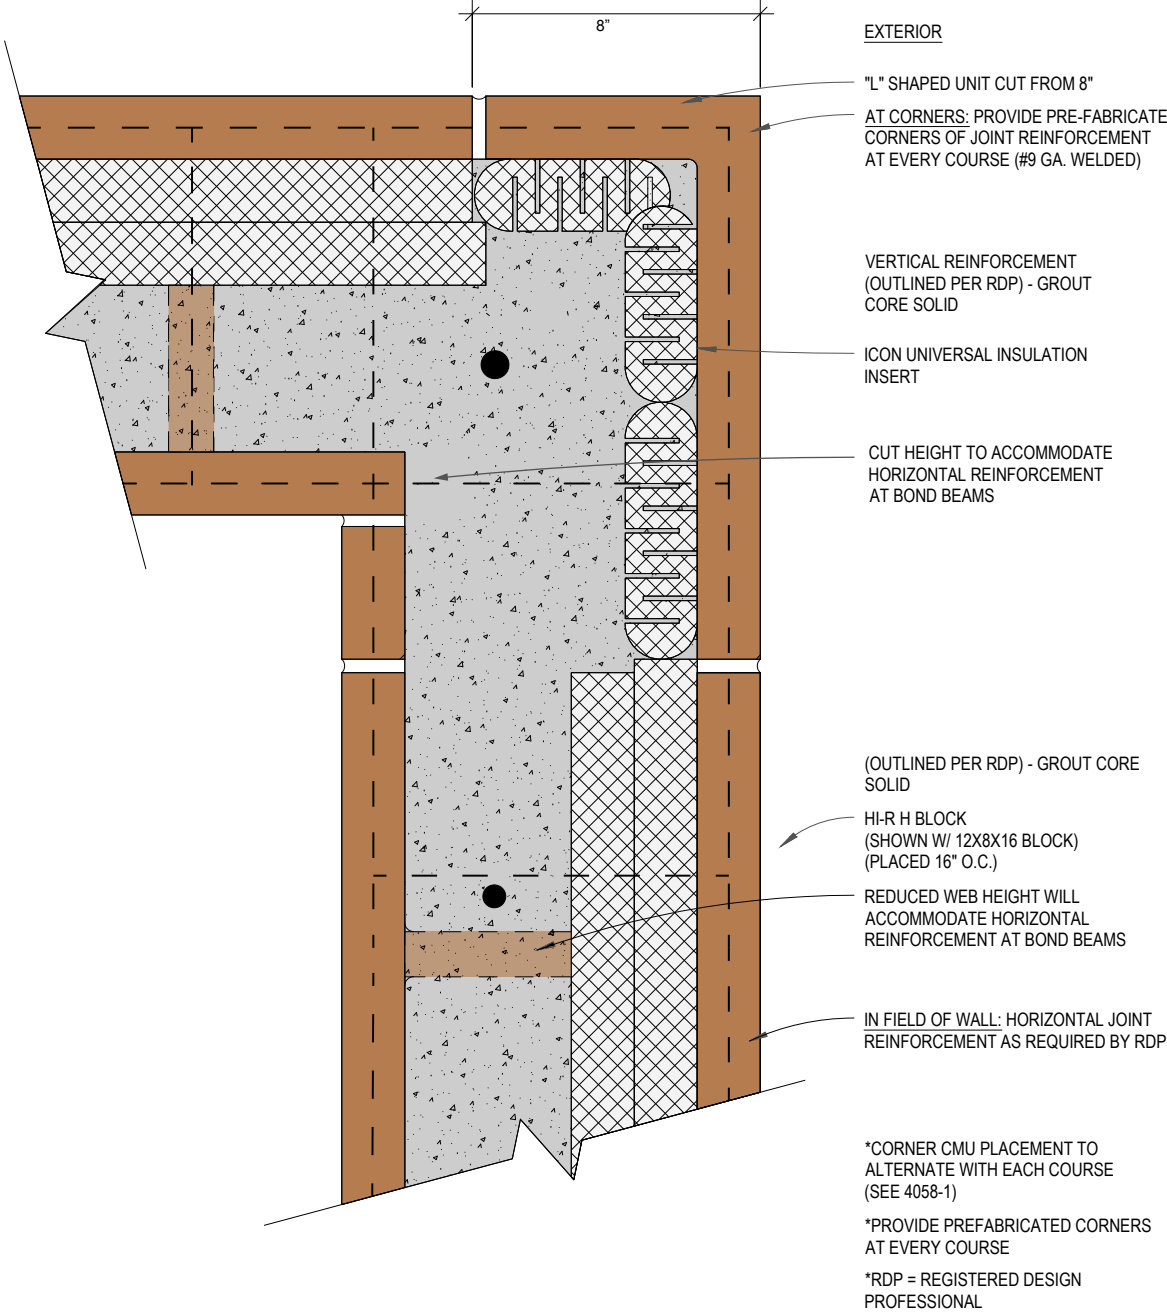 8”
EXTERIOR
"L" SHAPED UNIT CUT FROM 8"
AT CORNERS: PROVIDE PRE-FABRICATE
CORNERS OF JOINT REINFORCEMENT
AT EVERY COURSE (#9 GA. WELDED)
VERTICAL REINFORCEMENT
(OUTLINED PER RDP) - GROUT
CORE SOLID
ICON UNIVERSAL INSULATION
INSERT
CUT HEIGHT TO ACCOMMODATE
HORIZONTAL REINFORCEMENT
AT BOND BEAMS
(OUTLINED PER RDP) - GROUT CORE
SOLID
HI-R H BLOCK
(SHOWN W/ 12X8X16 BLOCK)
(PLACED 16" O.C.)
REDUCED WEB HEIGHT WILL
ACCOMMODATE HORIZONTAL
REINFORCEMENT AT BOND BEAMS
IN FIELD OF WALL: HORIZONTAL JOINT
REINFORCEMENT AS REQUIRED BY RDP
*CORNER CMU PLACEMENT TO
ALTERNATE WITH EACH COURSE
(SEE 4058-1)
*PROVIDE PREFABRICATED CORNERS
AT EVERY COURSE
*RDP = REGISTERED DESIGN
PROFESSIONAL